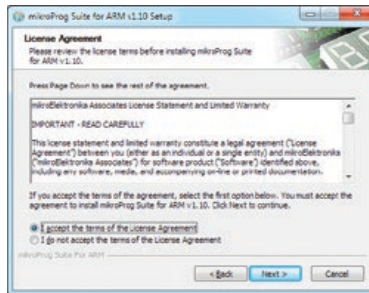 mikroProg Suite for ARM v1.10 Setup
License Agreement
Please review the license terms before installing mikroProg Suite
for ARM v1.10.
Press Page Down to see the rest of the agreement.
mikroElektronika Associates License Statement and Limited Warranty
IMPORTANT - READ CAREFULLY
This license statement and limited warranty constitute a legal agreement ("License
Agreement") between you (either as an individual or a single entity) and mikroElektronika
("mikroElektronika Associates") for software product ("Software") identified above,
including any software, media, and accompanying on-line or printed documentation.
If you accept the terms of the agreement, select the first option below. You must accept the
agreement to install mikroProg Suite for ARM v1.10. Click Next to continue.
I accept the terms of the License Agreement
I do not accept the terms of the License Agreement
mikroProg Suite For ARM
< Back Next > Cancel